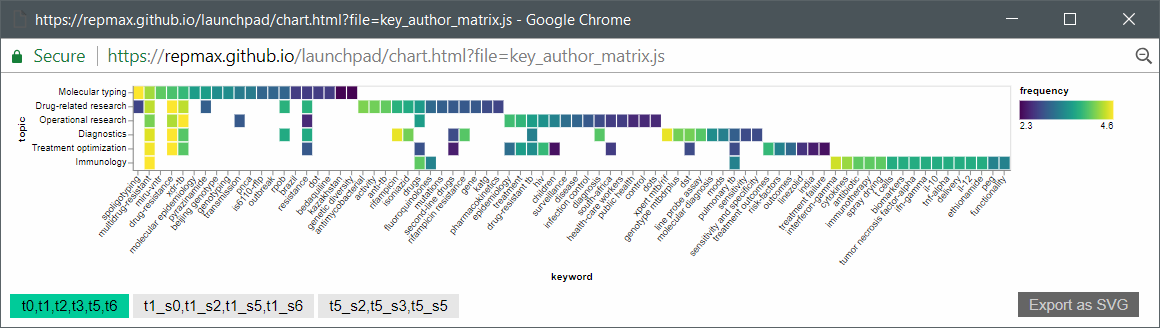 https://repmax.github.io/launchpad/chart.html?file=key_author_matrix.js - Google Chrome
Secure https://repmax.github.io/launchpad/chart.html?file=key_author_matrix.js
topic
Molecular typing
Drug-related research
Operational research
Diagnostics
Treatment optimization
Immunology
frequency
2.3 4.6
spoligotyping
multidrug-resistant
miru-vntr
drug-resistance
xdr-tb
epidemiology
pyrazinamide
molecular epidemiology
beijing genotype
genotyping
transmission
pnca
is6110-rflp
outbreak
rpob
brazil
resistance
dot
bedaquiline
kazakhstan
genetic diversity
antimycobacterial
activity
anti-tb
rifampicin
isoniazid
drugs
fluoroquinolones
mutations
second-line drugs
rifampicin resistance
gene
katg
pharmacokinetics
epidemiology
treatment
drug-resistant tb
hiv
children
surveillance
disease
infection control
diagnosis
south-africa
health-care workers
public health
control
dots
xpert mtb/rif
genotype mtbdrplus
dst
line probe assay
molecular diagnosis
diagnostics
pulmonary tb
sensitivity
sensitivity and specificity
treatment outcomes
risk-factors
outcomes
linezolid
india
treatment failure
interferon-gamma
cytokines
antibiotic
immunotherapy
spray drying
t cells
biomarkers
tumor necrosis factor-alpha
ifn-gamma
il-10
tnf-alpha
delivery
il-12
ethionamide
peg
functionality
keyword
t0,t1,t2,t3,t5,t6 t1_s0,t1_s2,t1_s5,t1_s6 t5_s2,t5_s3,t5_s5 Export as SVG